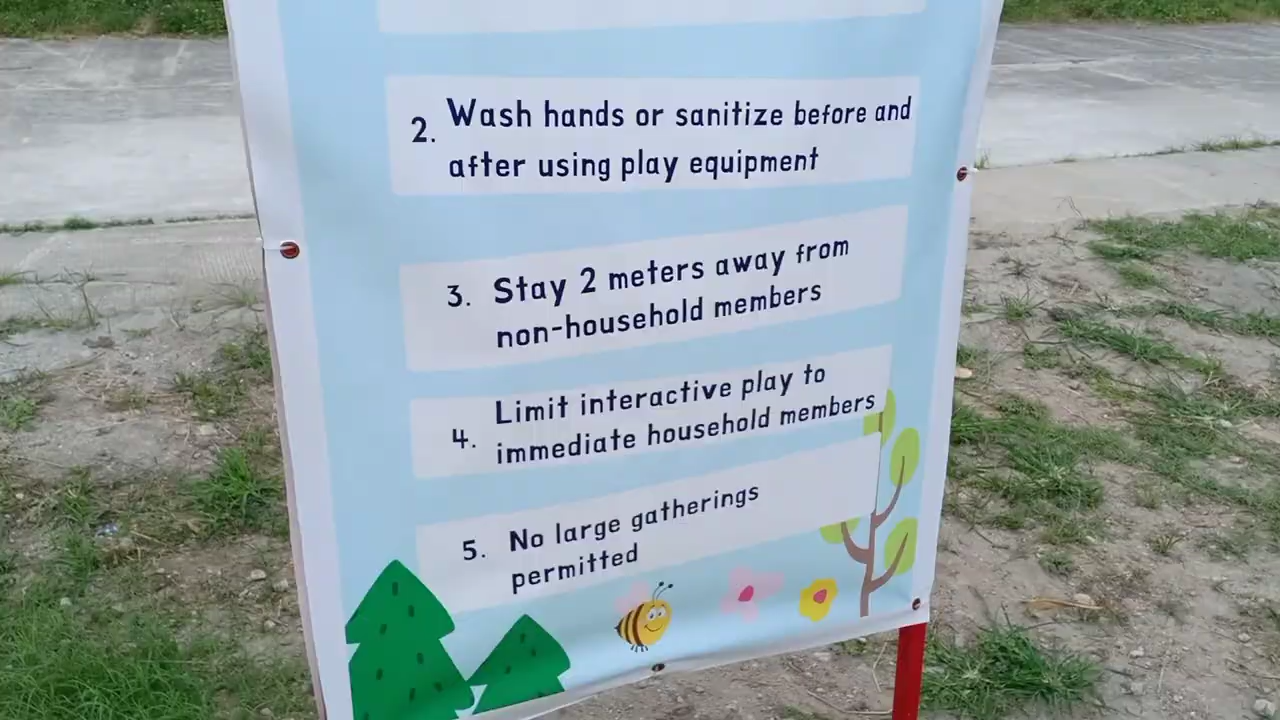 2. Wash hands or sanitize before and
after using play equipment
3. Stay 2 meters away from
non-household members
4. Limit interactive play to
immediate household members
5. No large gatherings
permitted